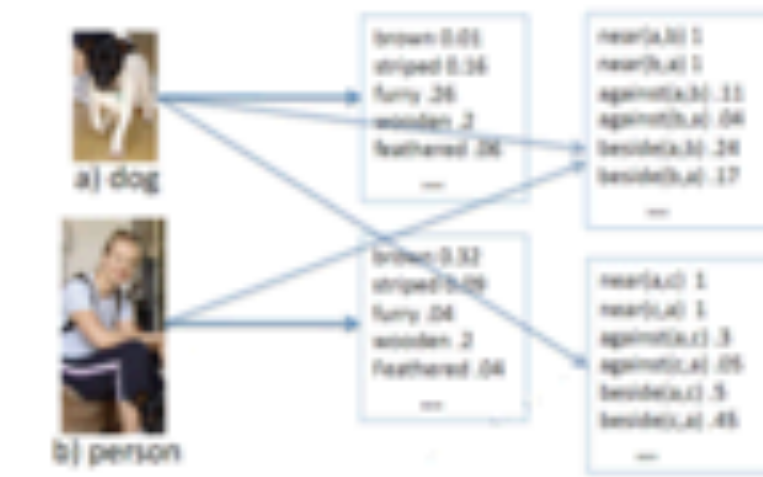 a) dog
b) person
brown 0.01
striped 0.16
furry .26
wooden .2
feathered .06
...
brown 0.32
striped 0.09
furry .04
wooden .2
Feathered .04
...
near(a,b) 1
near(b,a) 1
against(a,b) .11
against(b,a) .04
beside(a,b) .24
beside(b,a) .17
...
near(a,c) 1
near(c,a) 1
against(a,c) .3
against(c,a) .05
beside(a,c) .5
beside(c,a) .45
...